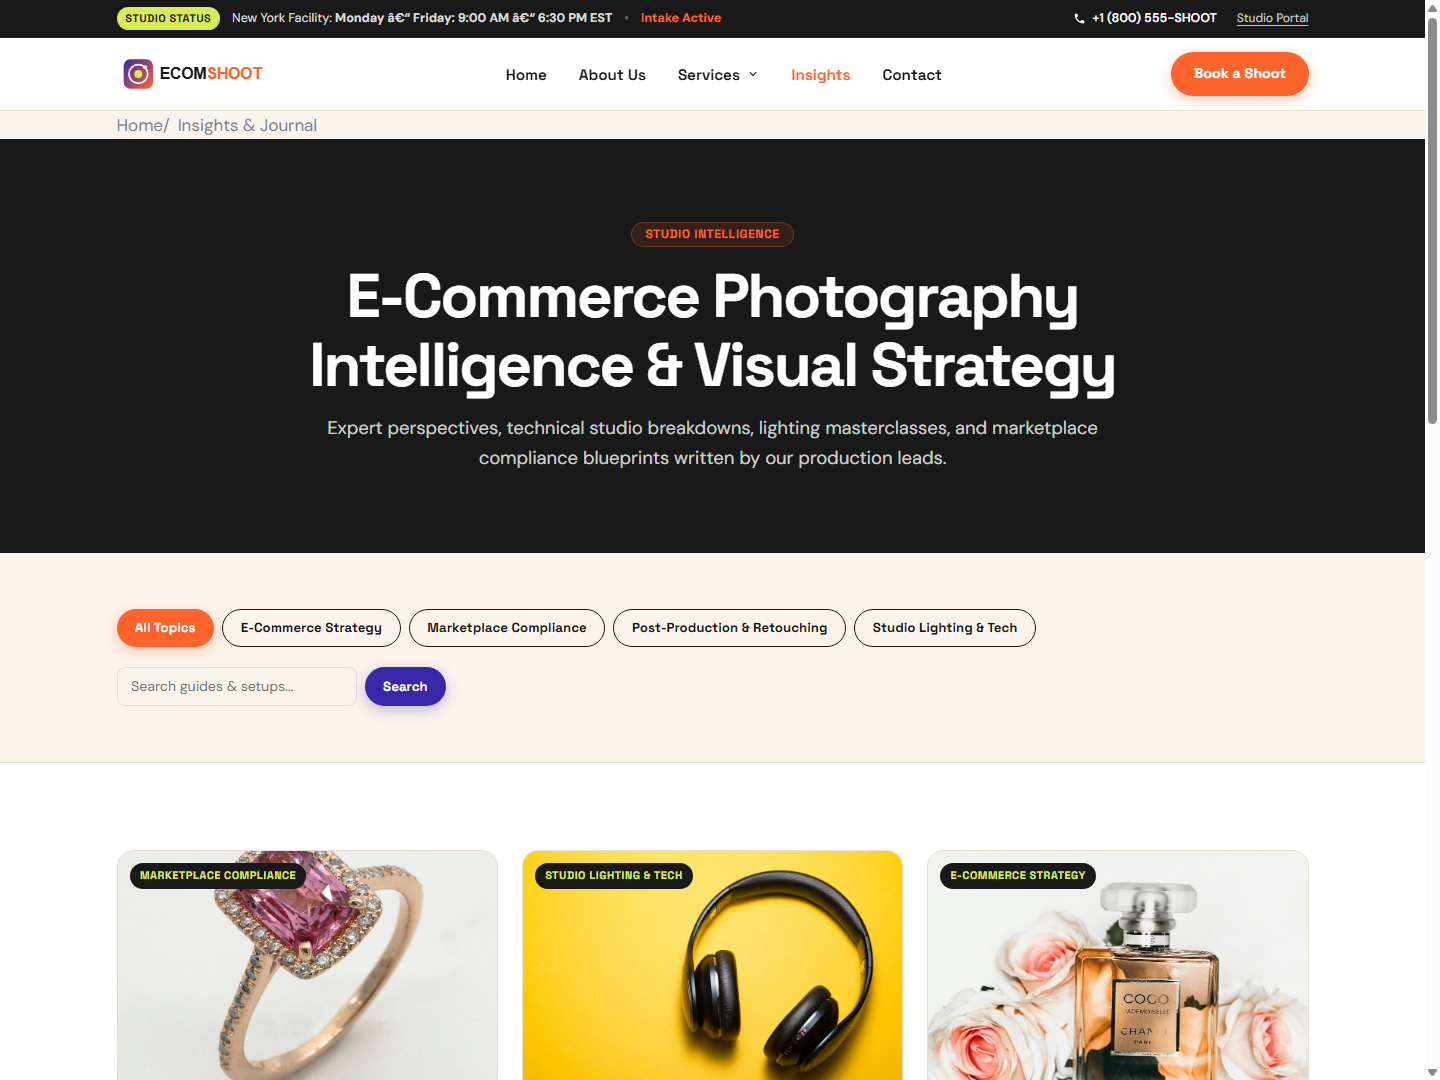 STUDIO STATUS New York Facility: Monday â€“ Friday: 9:00 AM â€“ 6:30 PM EST • Intake Active +1 (800) 555-SHOOT Studio Portal
ECOMSHOOT Home About Us Services Insights Contact Book a Shoot
Home/ Insights & Journal
STUDIO INTELLIGENCE
E-Commerce Photography
Intelligence & Visual Strategy
Expert perspectives, technical studio breakdowns, lighting masterclasses, and marketplace
compliance blueprints written by our production leads.
All Topics E-Commerce Strategy Marketplace Compliance Post-Production & Retouching Studio Lighting & Tech
Search guides & setups... Search
MARKETPLACE COMPLIANCE STUDIO LIGHTING & TECH E-COMMERCE STRATEGY
COCO
PARI